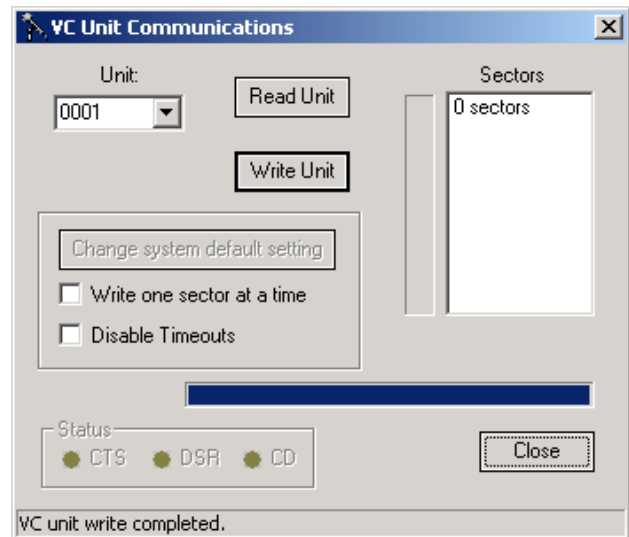 VC Unit Communications
Unit:
0001
Read Unit
Write Unit
Sectors
0 sectors
Change system default setting
Write one sector at a time
Disable Timeouts
Status
CTS DSR CD
Close
VC unit write completed.